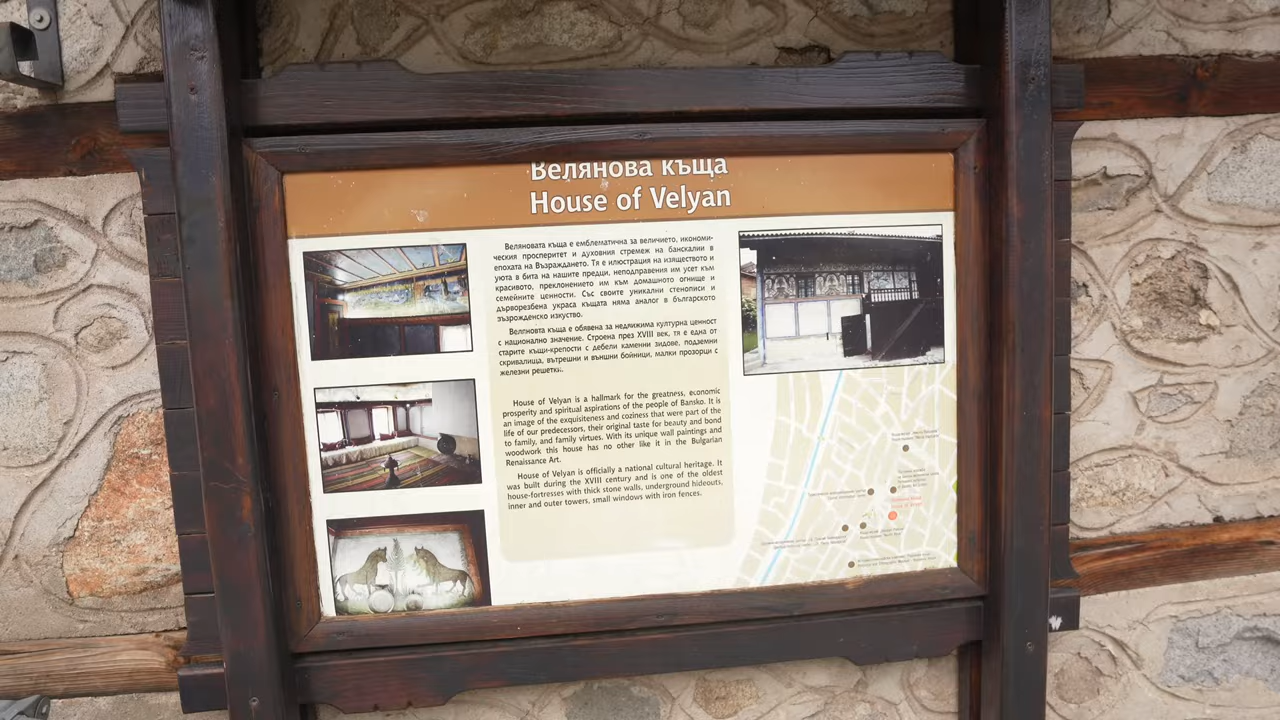 Велянова къща
House of Velyan
Веляновата къща е емблематична за величието, икономи-
ческия просперитет и духовния стремеж на банскалии в
епохата на Възраждането. Тя е илюстрация на изяществото и
уюта в бита на нашите предци, неподправения им усет към
красивото, преклонението им към домашното огнище и
семейните ценности. Със своите уникални стенописи и
дърворезбена украса къщата няма аналог в българското
възрожденско изкуство.
Веляновата къща е обявена за недвижима културна ценност
с национално значение. Строена през XVIII век, тя е една от
старите къщи-крепости с дебели каменни зидове, подземни
скривалища, вътрешни и външни бойници, малки прозорци с
железни решетки.
House of Velyan is a hallmark for the greatness, economic
prosperity and spiritual aspirations of the people of Bansko. It is
an image of the exquisiteness and coziness that were part of the
life of our predecessors, their original taste for beauty and bond
to family, and family virtues. With its unique wall paintings and
woodwork this house has no other like it in the Bulgarian
Renaissance Art.
House of Velyan is officially a national cultural heritage. It
was built during the XVIII century and is one of the oldest
house-fortresses with thick stone walls, underground hideouts,
inner and outer towers, small windows with iron fences.